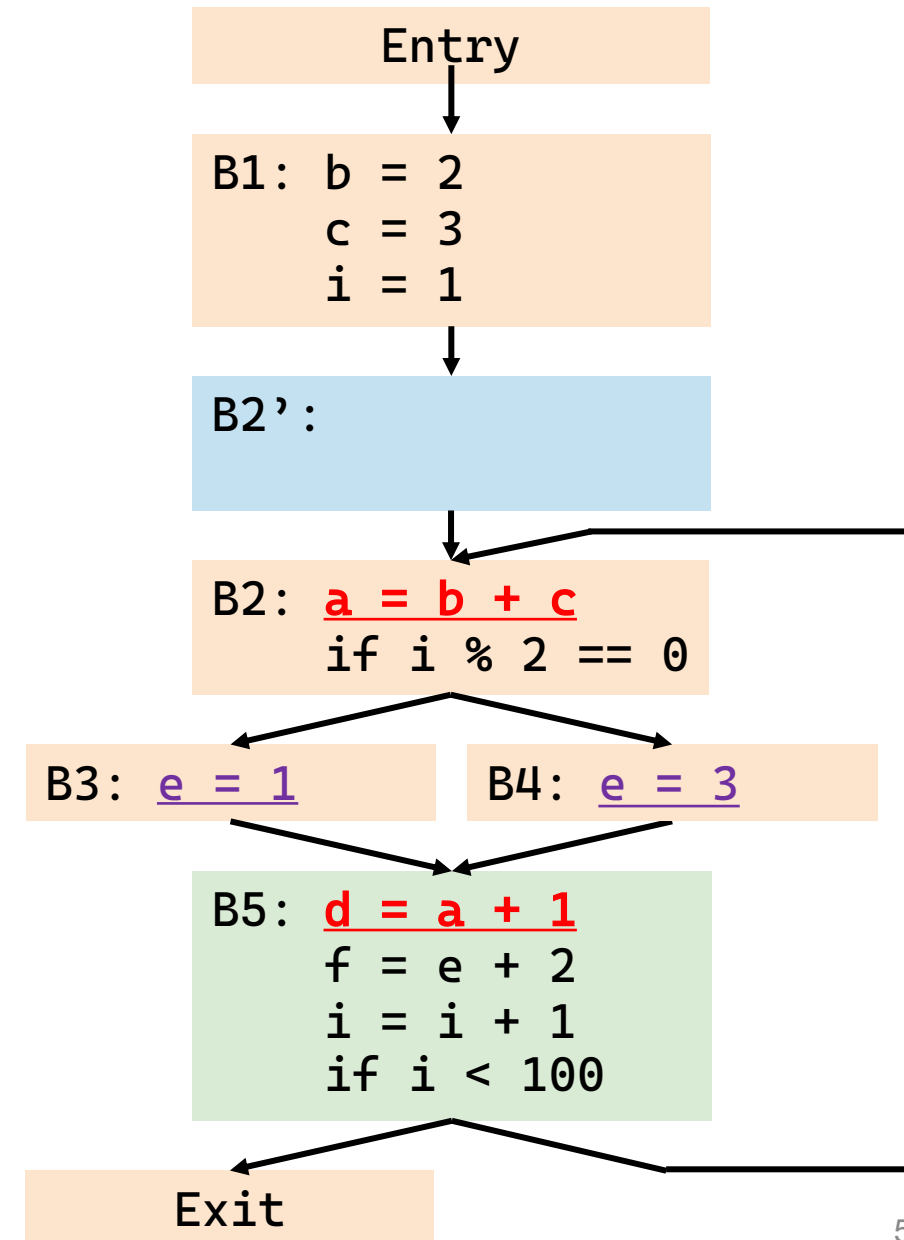 Entry
B1: b = 2
c = 3
i = 1
B2’:
B2: a = b + c
if i % 2 == 0
B3: e = 1
B4: e = 3
B5: d = a + 1
f = e + 2
i = i + 1
if i < 100
Exit